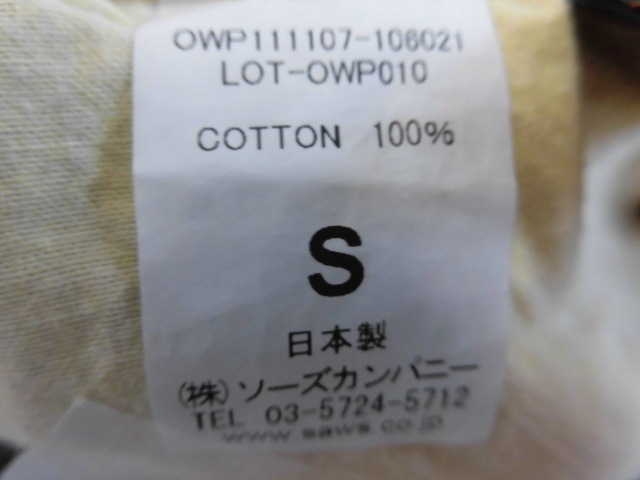 OWP111107-106021
LOT-OWP010
COTTON 100%
S
日本製
(株)ソーズカンパニー
TEL 03-5724-5712
www.saws.co.jp